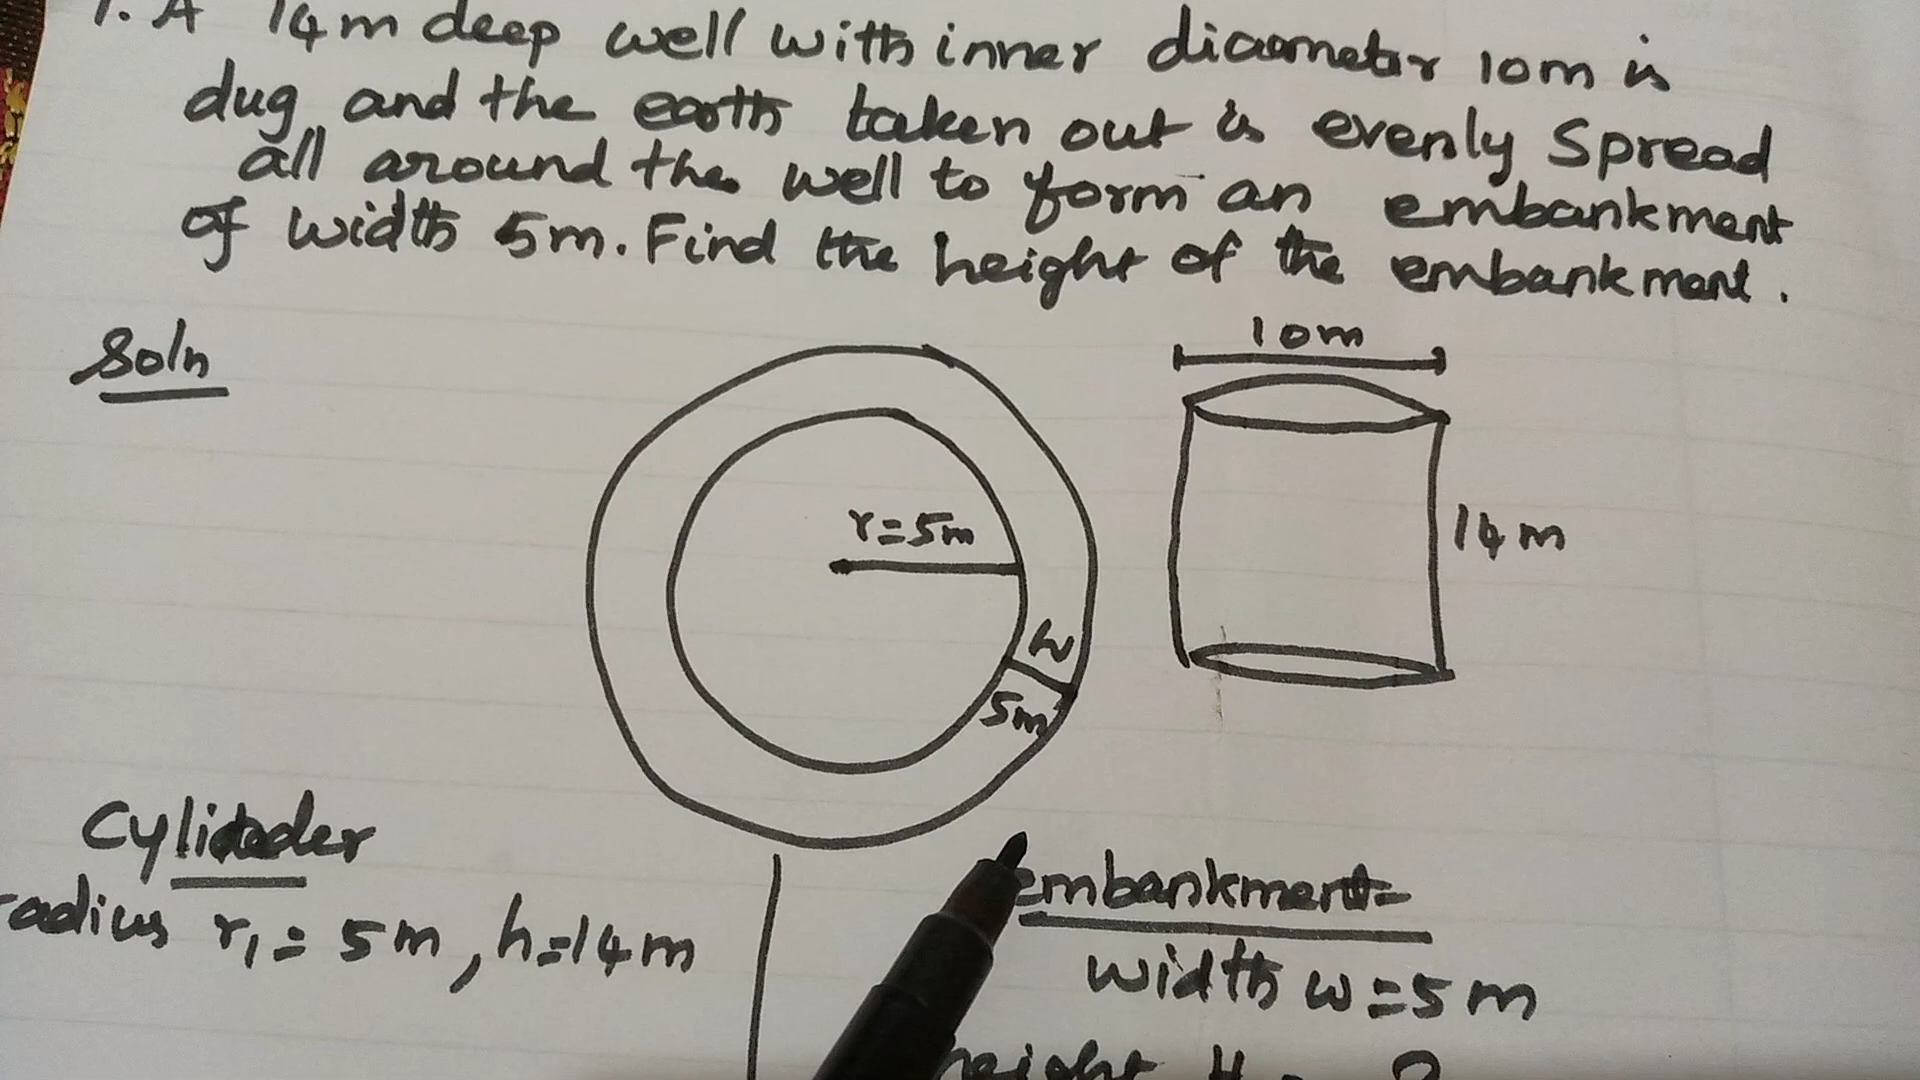 1. A 14m deep well with inner diameter 10m is
dug and the earth taken out is evenly spread
all around the well to form an embankment
of width 5m. Find the height of the embankment.
Soln
10m
r=5m
14m
w
5m
Cylinder
radius r₁ = 5m, h=14m
embankment
width w=5m
height H = ?